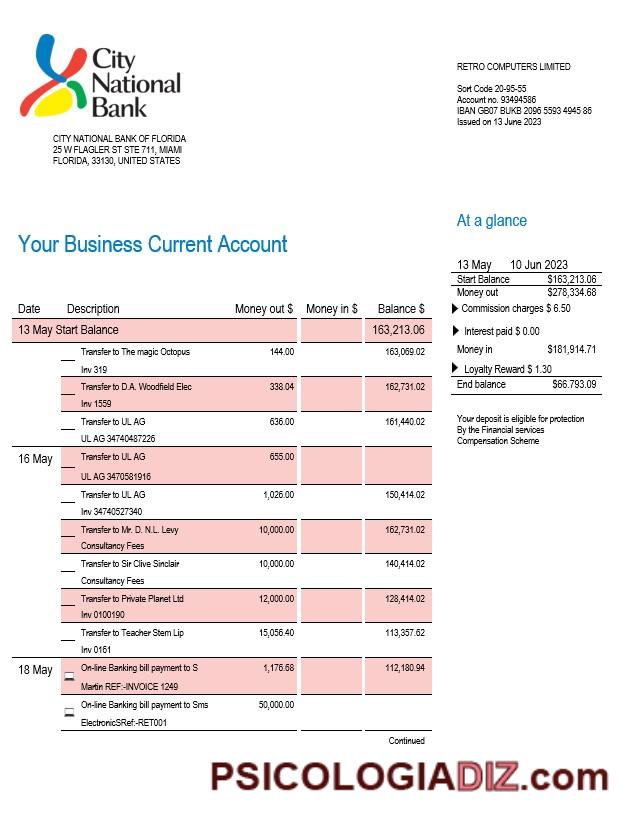 City
National
Bank
CITY NATIONAL BANK OF FLORIDA
25 W FLAGLER ST STE 711, MIAMI
FLORIDA, 33130, UNITED STATES
RETRO COMPUTERS LIMITED
Sort Code 20-95-55
Account no. 93494586
IBAN GB07 BUKB 2096 5593 4945 86
Issued on 13 June 2023
Your Business Current Account
At a glance
13 May 10 Jun 2023
Start Balance $163,213.06
Money out $278,334.68
Commission charges $ 6.50
Interest paid $ 0.00
Money in $181,914.71
Loyalty Reward $ 1.30
End balance $66.793.09
Your deposit is eligible for protection
By the Financial services
Compensation Scheme
Date Description Money out $ Money in $ Balance $
13 May Start Balance 163,213.06
Transfer to The magic Octopus 144.00 163,069.02
Inv 319
Transfer to D.A. Woodfield Elec 338.04 162,731.02
Inv 1559
Transfer to UL AG 636.00 161,440.02
UL AG 34740487226
16 May Transfer to UL AG 655.00
UL AG 3470581916
Transfer to UL AG 1,026.00 150,414.02
Inv 34740527340
Transfer to Mr. D. N.L. Levy 10,000.00 162,731.02
Consultancy Fees
Transfer to Sir Clive Sinclair 10,000.00 140,414.02
Consultancy Fees
Transfer to Private Planet Ltd 12,000.00 128,414.02
Inv 0100190
Transfer to Teacher Stem Lip 15,056.40 113,357.62
Inv 0161
18 May On-line Banking bill payment to S 1,176.68 112,180.94
Martin REF:-INVOICE 1249
On-line Banking bill payment to Sms 50,000.00
ElectronicSRef:-RET001
Continued
PSICOLOGIADIZ.com